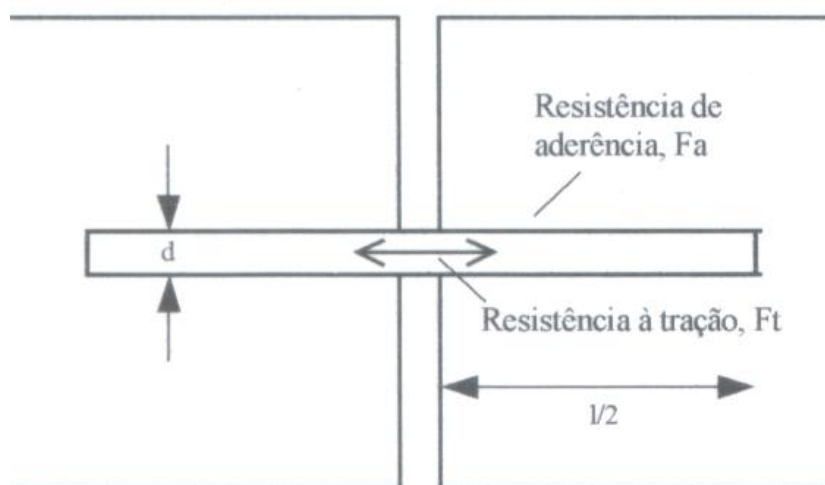 Resistência de
aderência, Fa
d
Resistência à tração, Ft
l/2